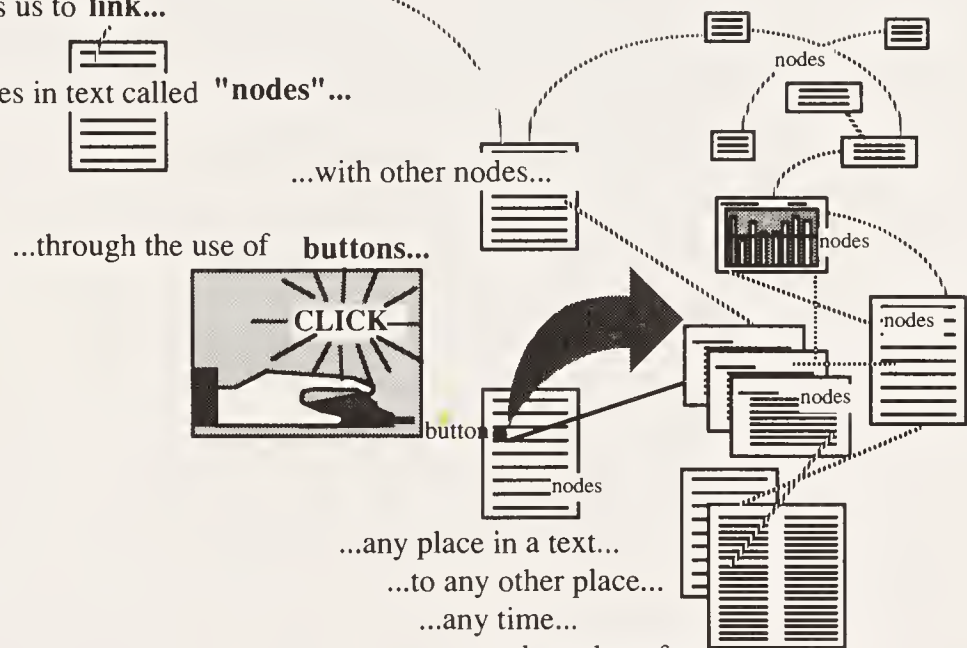 s us to link...
nodes
es in text called "nodes"...
...with other nodes...
nodes
...through the use of buttons...
CLICK
nodes
nodes
button
nodes
...any place in a text...
...to any other place...
...any time...